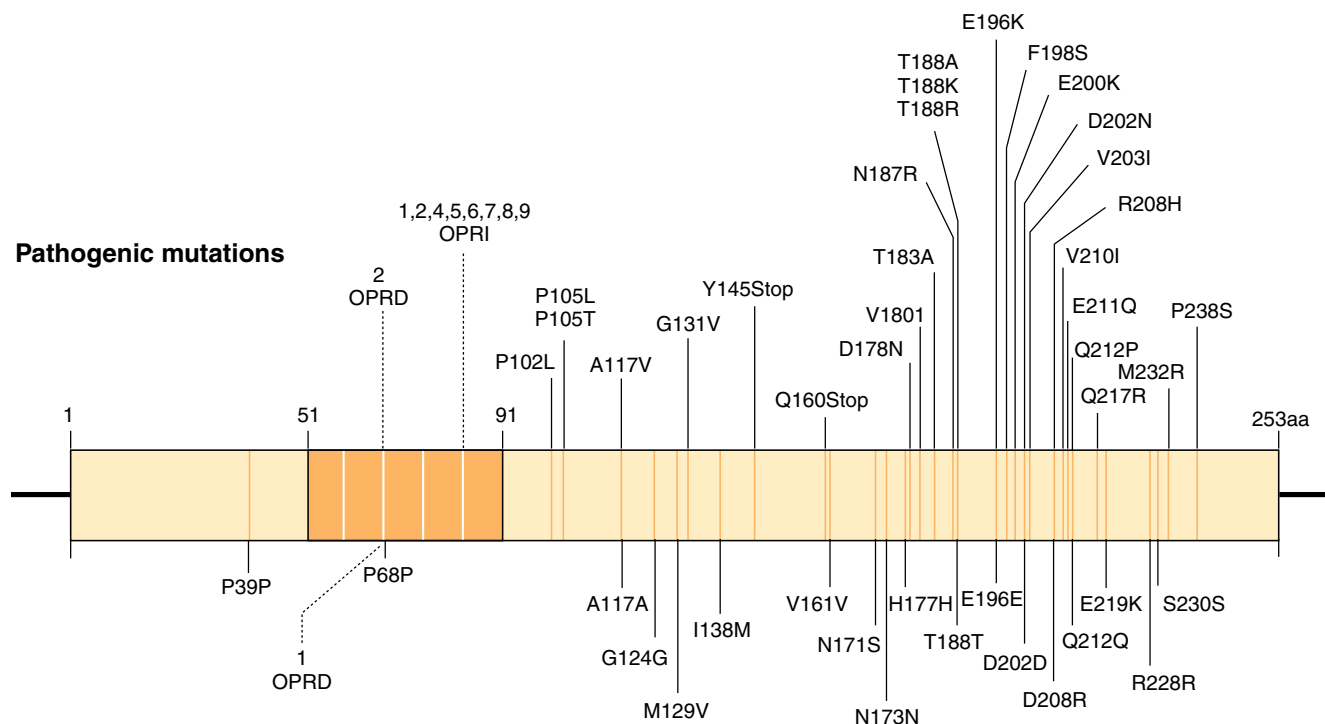 E196K
T188A
T188K
T188R
F198S
E200K
D202N
V203I
N187R
R208H
1,2,4,5,6,7,8,9
OPRI
Pathogenic mutations
2
OPRD
T183A
V210I
P105L
P105T
Y145Stop
G131V
V1801
E211Q
P238S
P102L
A117V
D178N
Q212P
M232R
Q160Stop
Q217R
1
51
91
253aa
P39P
P68P
A117A
V161V
H177H
E196E
E219K
S230S
I138M
N171S
T188T
Q212Q
G124G
1
OPRD
D202D
R228R
M129V
N173N
D208R